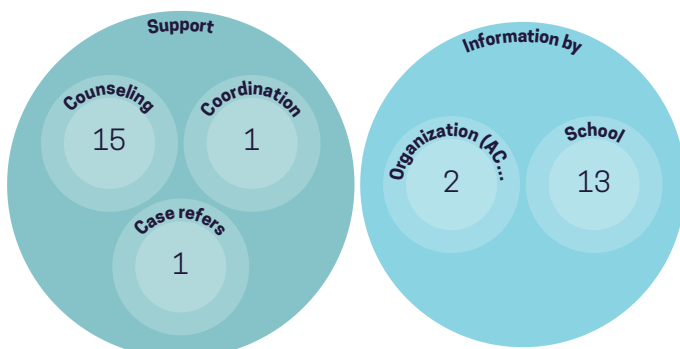 Support
Counseling
15
Coordination
1
Case refers
1
Information by
Organization (AC...
2
School
13